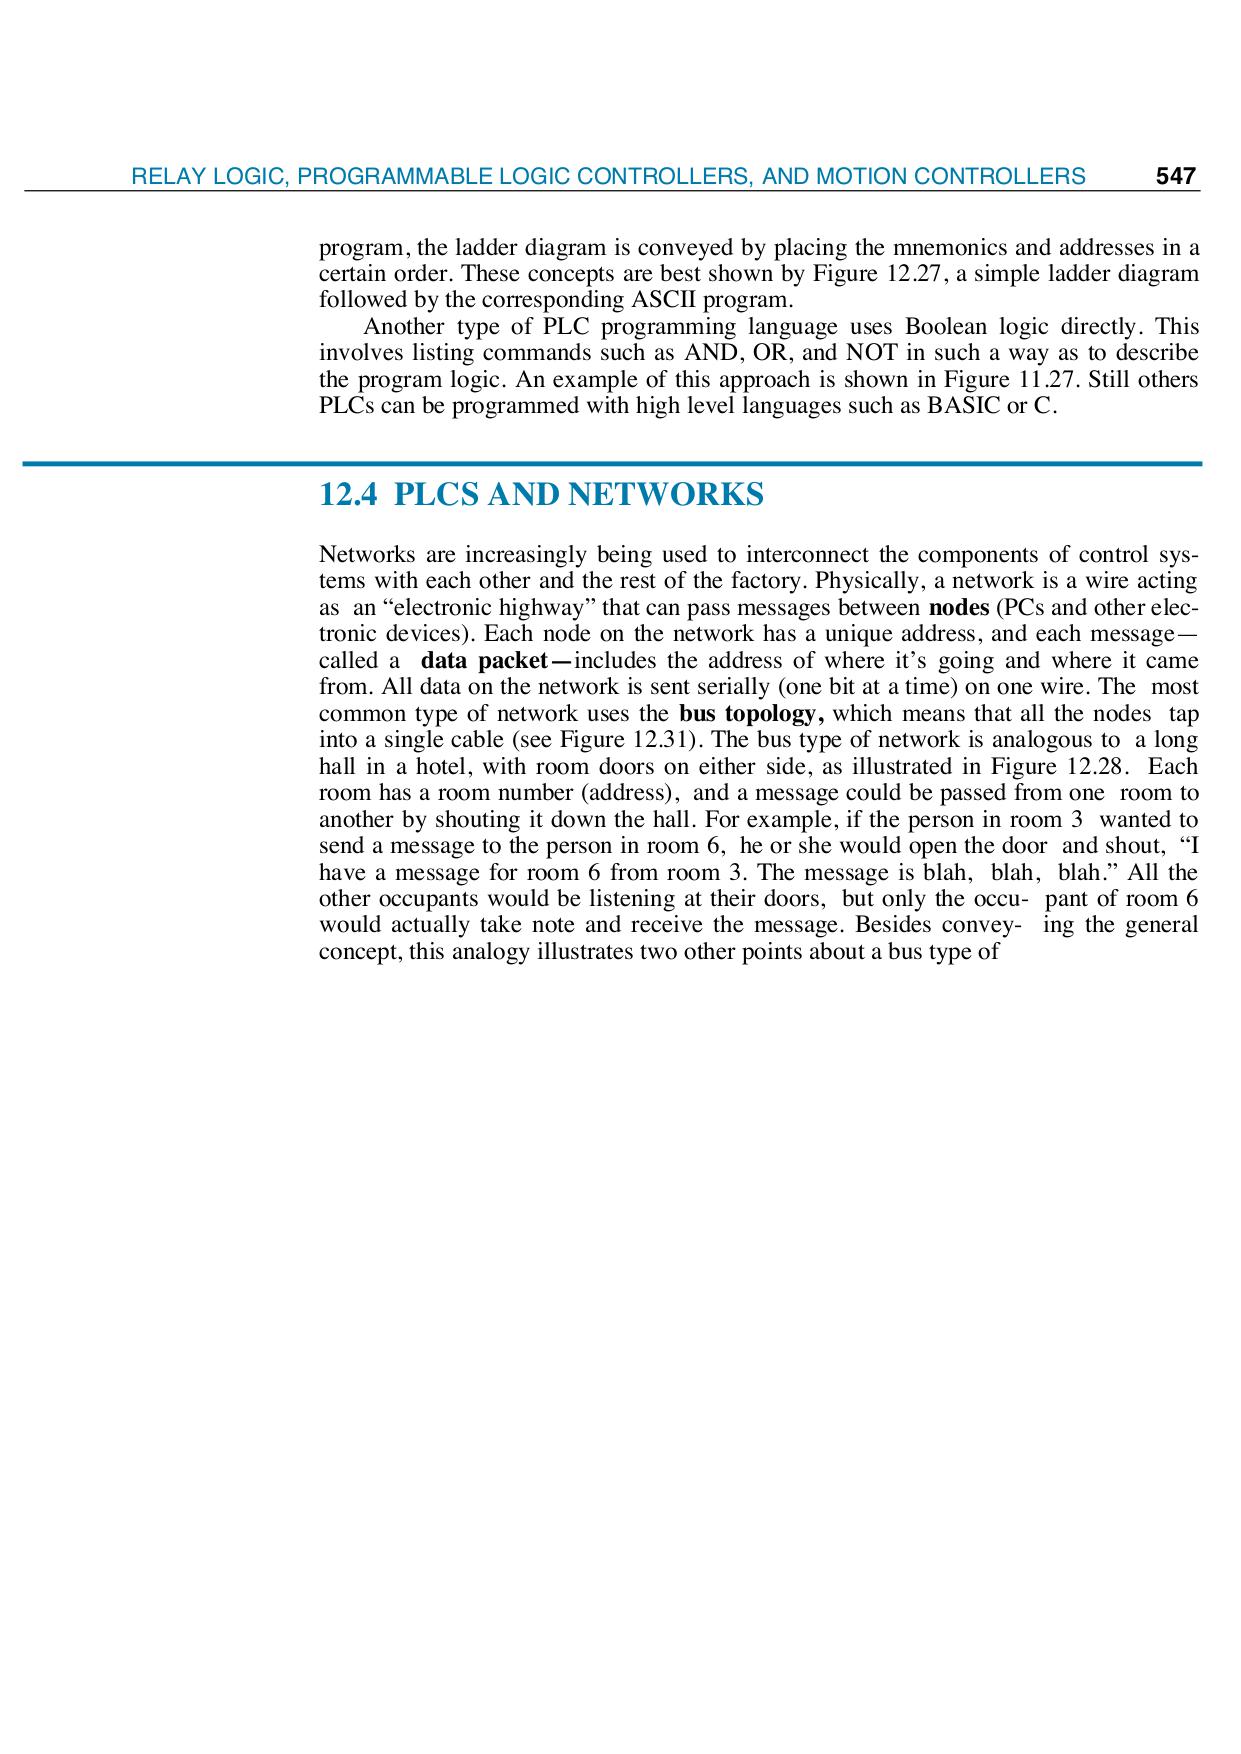 RELAY LOGIC, PROGRAMMABLE LOGIC CONTROLLERS, AND MOTION CONTROLLERS 547
program, the ladder diagram is conveyed by placing the mnemonics and addresses in a
certain order. These concepts are best shown by Figure 12.27, a simple ladder diagram
followed by the corresponding ASCII program.
Another type of PLC programming language uses Boolean logic directly. This
involves listing commands such as AND, OR, and NOT in such a way as to describe
the program logic. An example of this approach is shown in Figure 11.27. Still others
PLCs can be programmed with high level languages such as BASIC or C.
12.4 PLCS AND NETWORKS
Networks are increasingly being used to interconnect the components of control sys-
tems with each other and the rest of the factory. Physically, a network is a wire acting
as an “electronic highway” that can pass messages between nodes (PCs and other elec-
tronic devices). Each node on the network has a unique address, and each message—
called a data packet—includes the address of where it’s going and where it came
from. All data on the network is sent serially (one bit at a time) on one wire. The most
common type of network uses the bus topology, which means that all the nodes tap
into a single cable (see Figure 12.31). The bus type of network is analogous to a long
hall in a hotel, with room doors on either side, as illustrated in Figure 12.28. Each
room has a room number (address), and a message could be passed from one room to
another by shouting it down the hall. For example, if the person in room 3 wanted to
send a message to the person in room 6, he or she would open the door and shout, “I
have a message for room 6 from room 3. The message is blah, blah, blah.” All the
other occupants would be listening at their doors, but only the occu- pant of room 6
would actually take note and receive the message. Besides convey- ing the general
concept, this analogy illustrates two other points about a bus type of